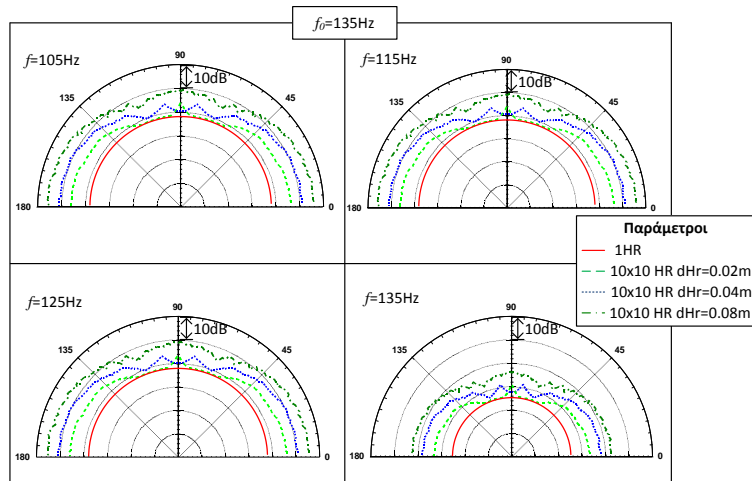 f₀=135Hz
f=105Hz
90
10dB
135
45
180
0
f=115Hz
90
10dB
135
45
180
0
Παράμετροι
1HR
10x10 HR dHr=0.02m
10x10 HR dHr=0.04m
10x10 HR dHr=0.08m
f=125Hz
90
10dB
135
45
180
0
f=135Hz
90
10dB
135
45
180
0